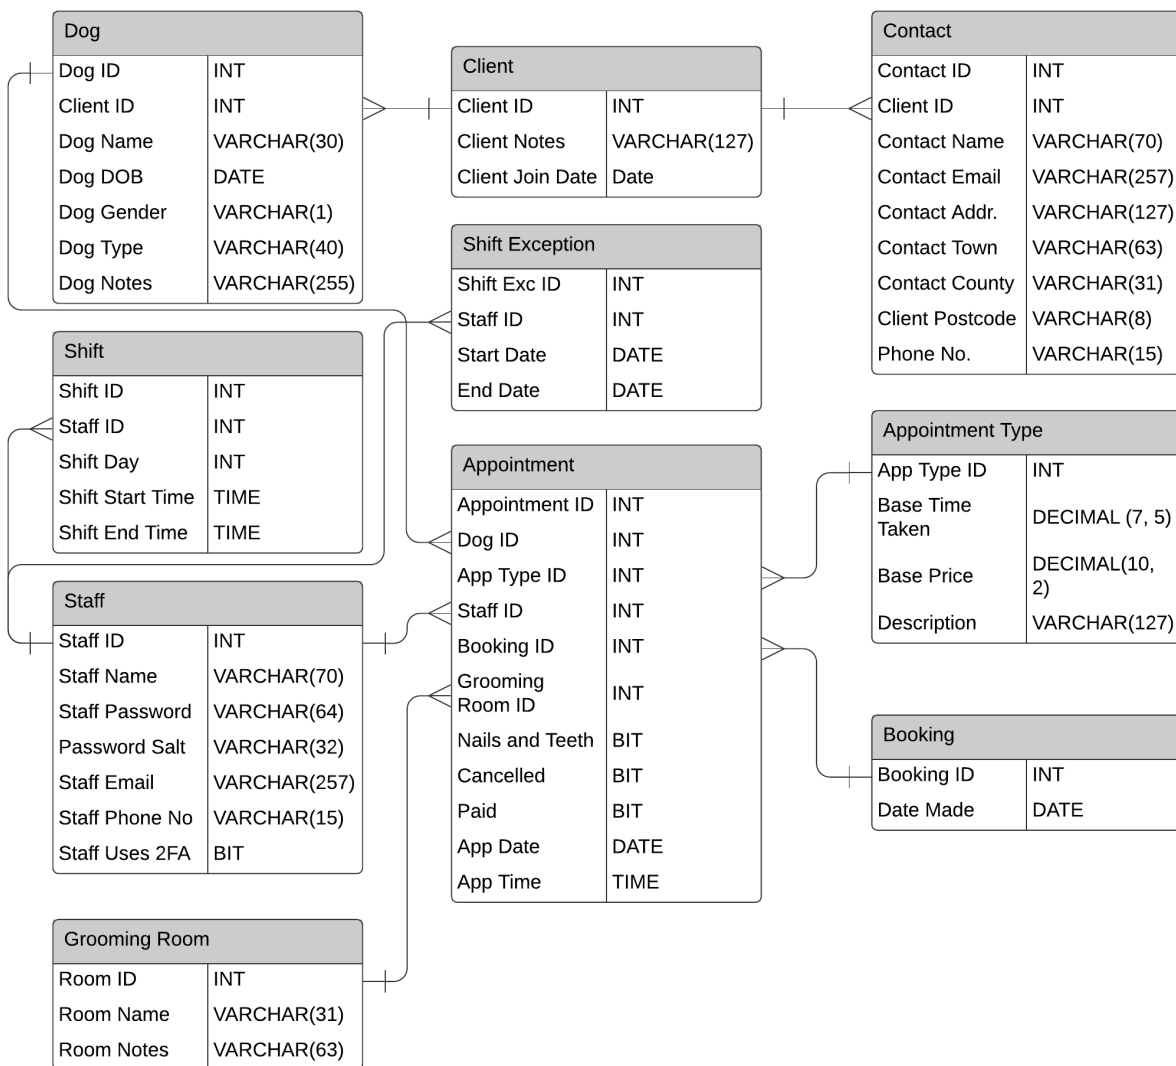 Dog
Dog ID INT
Client ID INT
Dog Name VARCHAR(30)
Dog DOB DATE
Dog Gender VARCHAR(1)
Dog Type VARCHAR(40)
Dog Notes VARCHAR(255)
Client
Client ID INT
Client Notes VARCHAR(127)
Client Join Date Date
Contact
Contact ID INT
Client ID INT
Contact Name VARCHAR(70)
Contact Email VARCHAR(257)
Contact Addr. VARCHAR(127)
Contact Town VARCHAR(63)
Contact County VARCHAR(31)
Client Postcode VARCHAR(8)
Phone No. VARCHAR(15)
Shift Exception
Shift Exc ID INT
Staff ID INT
Start Date DATE
End Date DATE
Shift
Shift ID INT
Staff ID INT
Shift Day INT
Shift Start Time TIME
Shift End Time TIME
Appointment
Appointment ID INT
Dog ID INT
App Type ID INT
Staff ID INT
Booking ID INT
Grooming
Room ID INT
Nails and Teeth BIT
Cancelled BIT
Paid BIT
App Date DATE
App Time TIME
Appointment Type
App Type ID INT
Base Time
Taken DECIMAL (7, 5)
Base Price DECIMAL(10,
2)
Description VARCHAR(127)
Staff
Staff ID INT
Staff Name VARCHAR(70)
Staff Password VARCHAR(64)
Password Salt VARCHAR(32)
Staff Email VARCHAR(257)
Staff Phone No VARCHAR(15)
Staff Uses 2FA BIT
Booking
Booking ID INT
Date Made DATE
Grooming Room
Room ID INT
Room Name VARCHAR(31)
Room Notes VARCHAR(63)